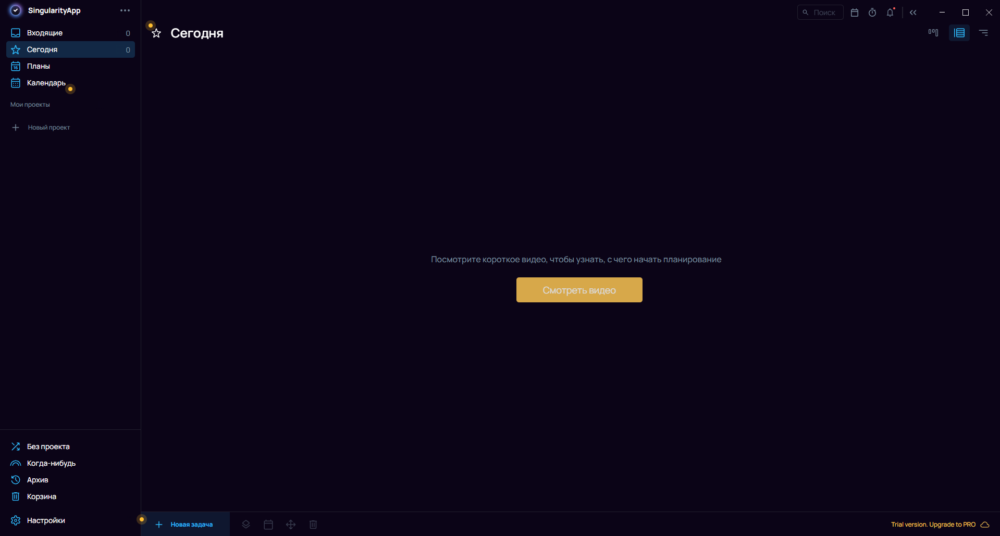 SingularityApp
Входящие 0
Сегодня 0
16 Планы
Календарь
Мои проекты
Новый проект
Без проекта
Когда-нибудь
Архив
Корзина
Настройки
Поиск
Сегодня
Посмотрите короткое видео, чтобы узнать, с чего начать планирование
Смотреть видео
Новая задача
Trial version. Upgrade to PRO